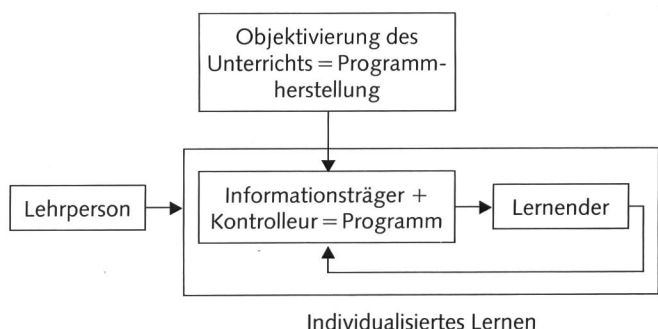 Objektivierung des
Unterrichts = Programm-
herstellung
Lehrperson
Informationsträger +
Kontrolleur = Programm
Lernender
Individualisiertes Lernen